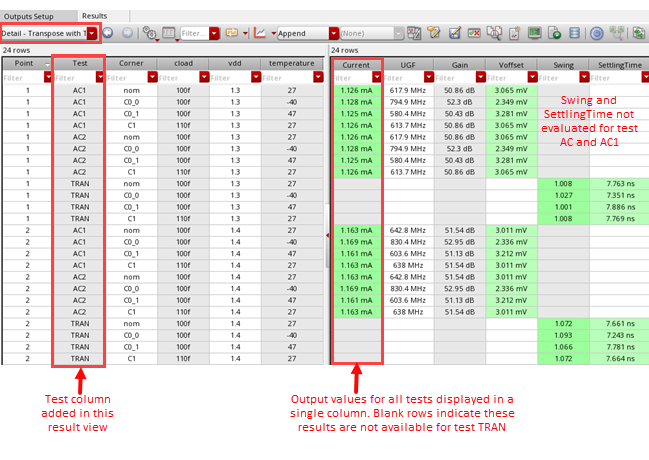 Outputs Setup Results
Detail - Transpose with T Filter... Append (None)
24 rows 24 rows
Point Test Corner cload vdd temperature Current UGF Gain Voffset Swing SettlingTime
Filter Filter Filter Filter Filter Filter Filter Filter Filter Filter Filter Filter
1 AC1 nom 100f 1.3 27 1.126 mA 617.9 MHz 50.86 dB 3.065 mV
1 AC1 C0_0 100f 1.3 -40 1.128 mA 794.9 MHz 52.3 dB 2.349 mV
1 AC1 C0_1 100f 1.3 47 1.125 mA 580.4 MHz 50.43 dB 3.281 mV
1 AC1 C1 110f 1.3 27 1.126 mA 613.7 MHz 50.86 dB 3.065 mV
1 AC2 nom 100f 1.3 27 1.126 mA 617.9 MHz 50.86 dB 3.065 mV
1 AC2 C0_0 100f 1.3 -40 1.128 mA 794.9 MHz 52.3 dB 2.349 mV
1 AC2 C0_1 100f 1.3 47 1.125 mA 580.4 MHz 50.43 dB 3.281 mV
1 AC2 C1 110f 1.3 27 1.126 mA 613.7 MHz 50.86 dB 3.065 mV
1 TRAN nom 100f 1.3 27 1.008 7.763 ns
1 TRAN C0_0 100f 1.3 -40 1.027 7.351 ns
1 TRAN C0_1 100f 1.3 47 1.001 7.886 ns
1 TRAN C1 110f 1.3 27 1.008 7.769 ns
2 AC1 nom 100f 1.4 27 1.163 mA 642.8 MHz 51.54 dB 3.011 mV
2 AC1 C0_0 100f 1.4 -40 1.169 mA 830.4 MHz 52.95 dB 2.336 mV
2 AC1 C0_1 100f 1.4 47 1.161 mA 603.6 MHz 51.13 dB 3.212 mV
2 AC1 C1 110f 1.4 27 1.163 mA 638 MHz 51.54 dB 3.011 mV
2 AC2 nom 100f 1.4 27 1.163 mA 642.8 MHz 51.54 dB 3.011 mV
2 AC2 C0_0 100f 1.4 -40 1.169 mA 830.4 MHz 52.95 dB 2.336 mV
2 AC2 C0_1 100f 1.4 47 1.161 mA 603.6 MHz 51.13 dB 3.212 mV
2 AC2 C1 110f 1.4 27 1.163 mA 638 MHz 51.54 dB 3.011 mV
2 TRAN nom 100f 1.4 27 1.072 7.661 ns
2 TRAN C0_0 100f 1.4 -40 1.093 7.243 ns
2 TRAN C0_1 100f 1.4 47 1.066 7.781 ns
2 TRAN C1 110f 1.4 27 1.072 7.664 ns
Swing and
SettlingTime not
evaluated for test
AC and AC1
Test column
added in this
result view
Output values for all tests displayed in a
single column. Blank rows indicate these
results are not available for test TRAN